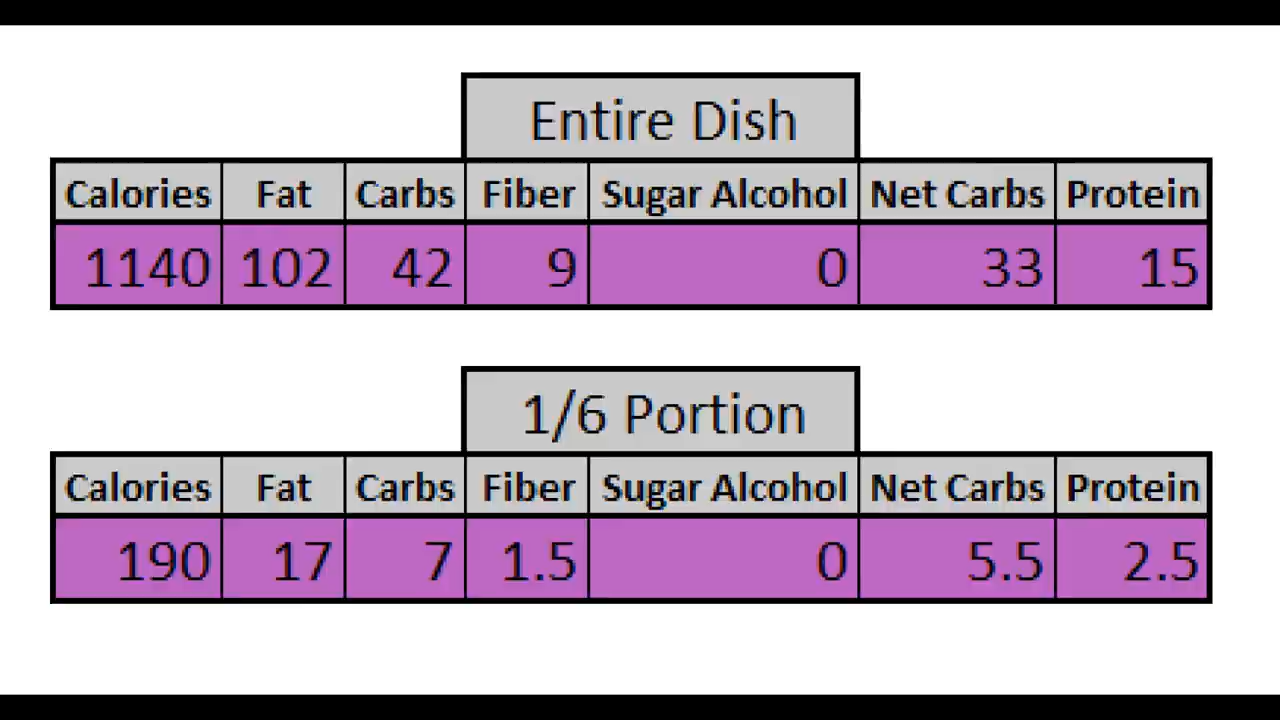 Entire Dish
Calories Fat Carbs Fiber Sugar Alcohol Net Carbs Protein
1140 102 42 9 0 33 15
1/6 Portion
Calories Fat Carbs Fiber Sugar Alcohol Net Carbs Protein
190 17 7 1.5 0 5.5 2.5